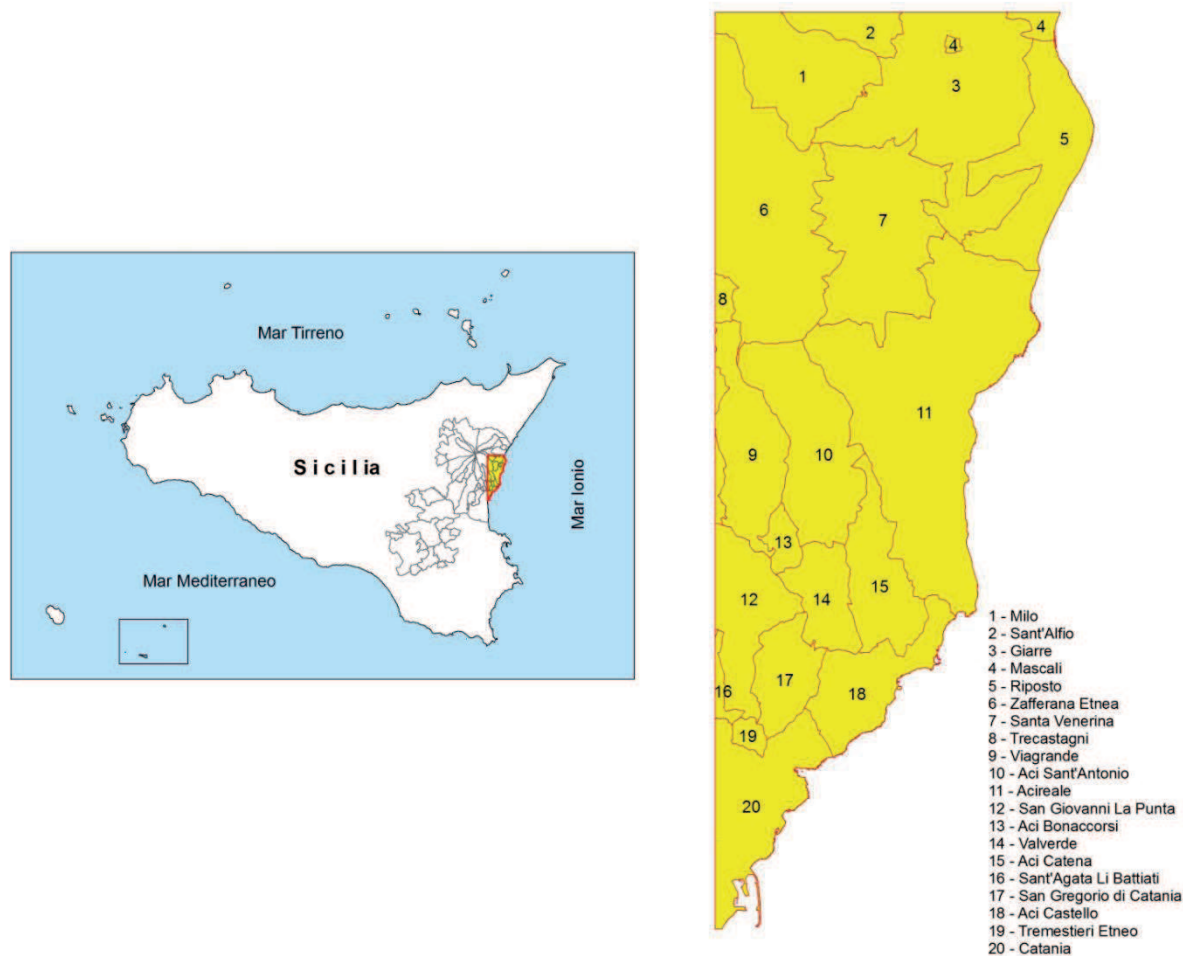 Mar Tirreno
Sicilia
Mar Ionio
Mar Mediterraneo
2
4
4
1
3
5
6
7
8
11
9
10
13
15
12
14
17
16
18
19
20
1 - Milo
2 - Sant'Alfio
3 - Giarre
4 - Mascali
5 - Riposto
6 - Zafferana Etnea
7 - Santa Venerina
8 - Trecastagni
9 - Viagrande
10 - Aci Sant'Antonio
11 - Acireale
12 - San Giovanni La Punta
13 - Aci Bonaccorsi
14 - Valverde
15 - Aci Catena
16 - Sant'Agata Li Battiati
17 - San Gregorio di Catania
18 - Aci Castello
19 - Tremestieri Etneo
20 - Catania